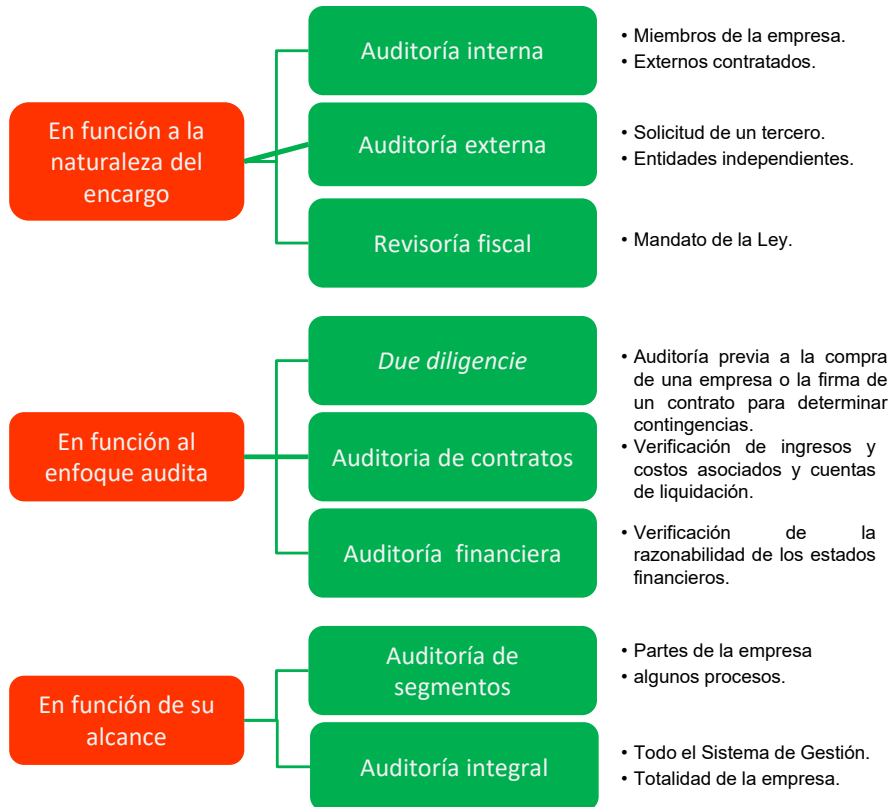 En función a la
naturaleza del
encargo
Auditoría interna
• Miembros de la empresa.
• Externos contratados.
Auditoría externa
• Solicitud de un tercero.
• Entidades independientes.
Revisoría fiscal
• Mandato de la Ley.
En función al
enfoque audita
Due diligencie
• Auditoría previa a la compra
de una empresa o la firma de
un contrato para determinar
contingencias.
Auditoria de contratos
• Verificación de ingresos y
costos asociados y cuentas
de liquidación.
Auditoría financiera
• Verificación de la
razonabilidad de los estados
financieros.
En función de su
alcance
Auditoría de
segmentos
• Partes de la empresa
• algunos procesos.
Auditoría integral
• Todo el Sistema de Gestión.
• Totalidad de la empresa.